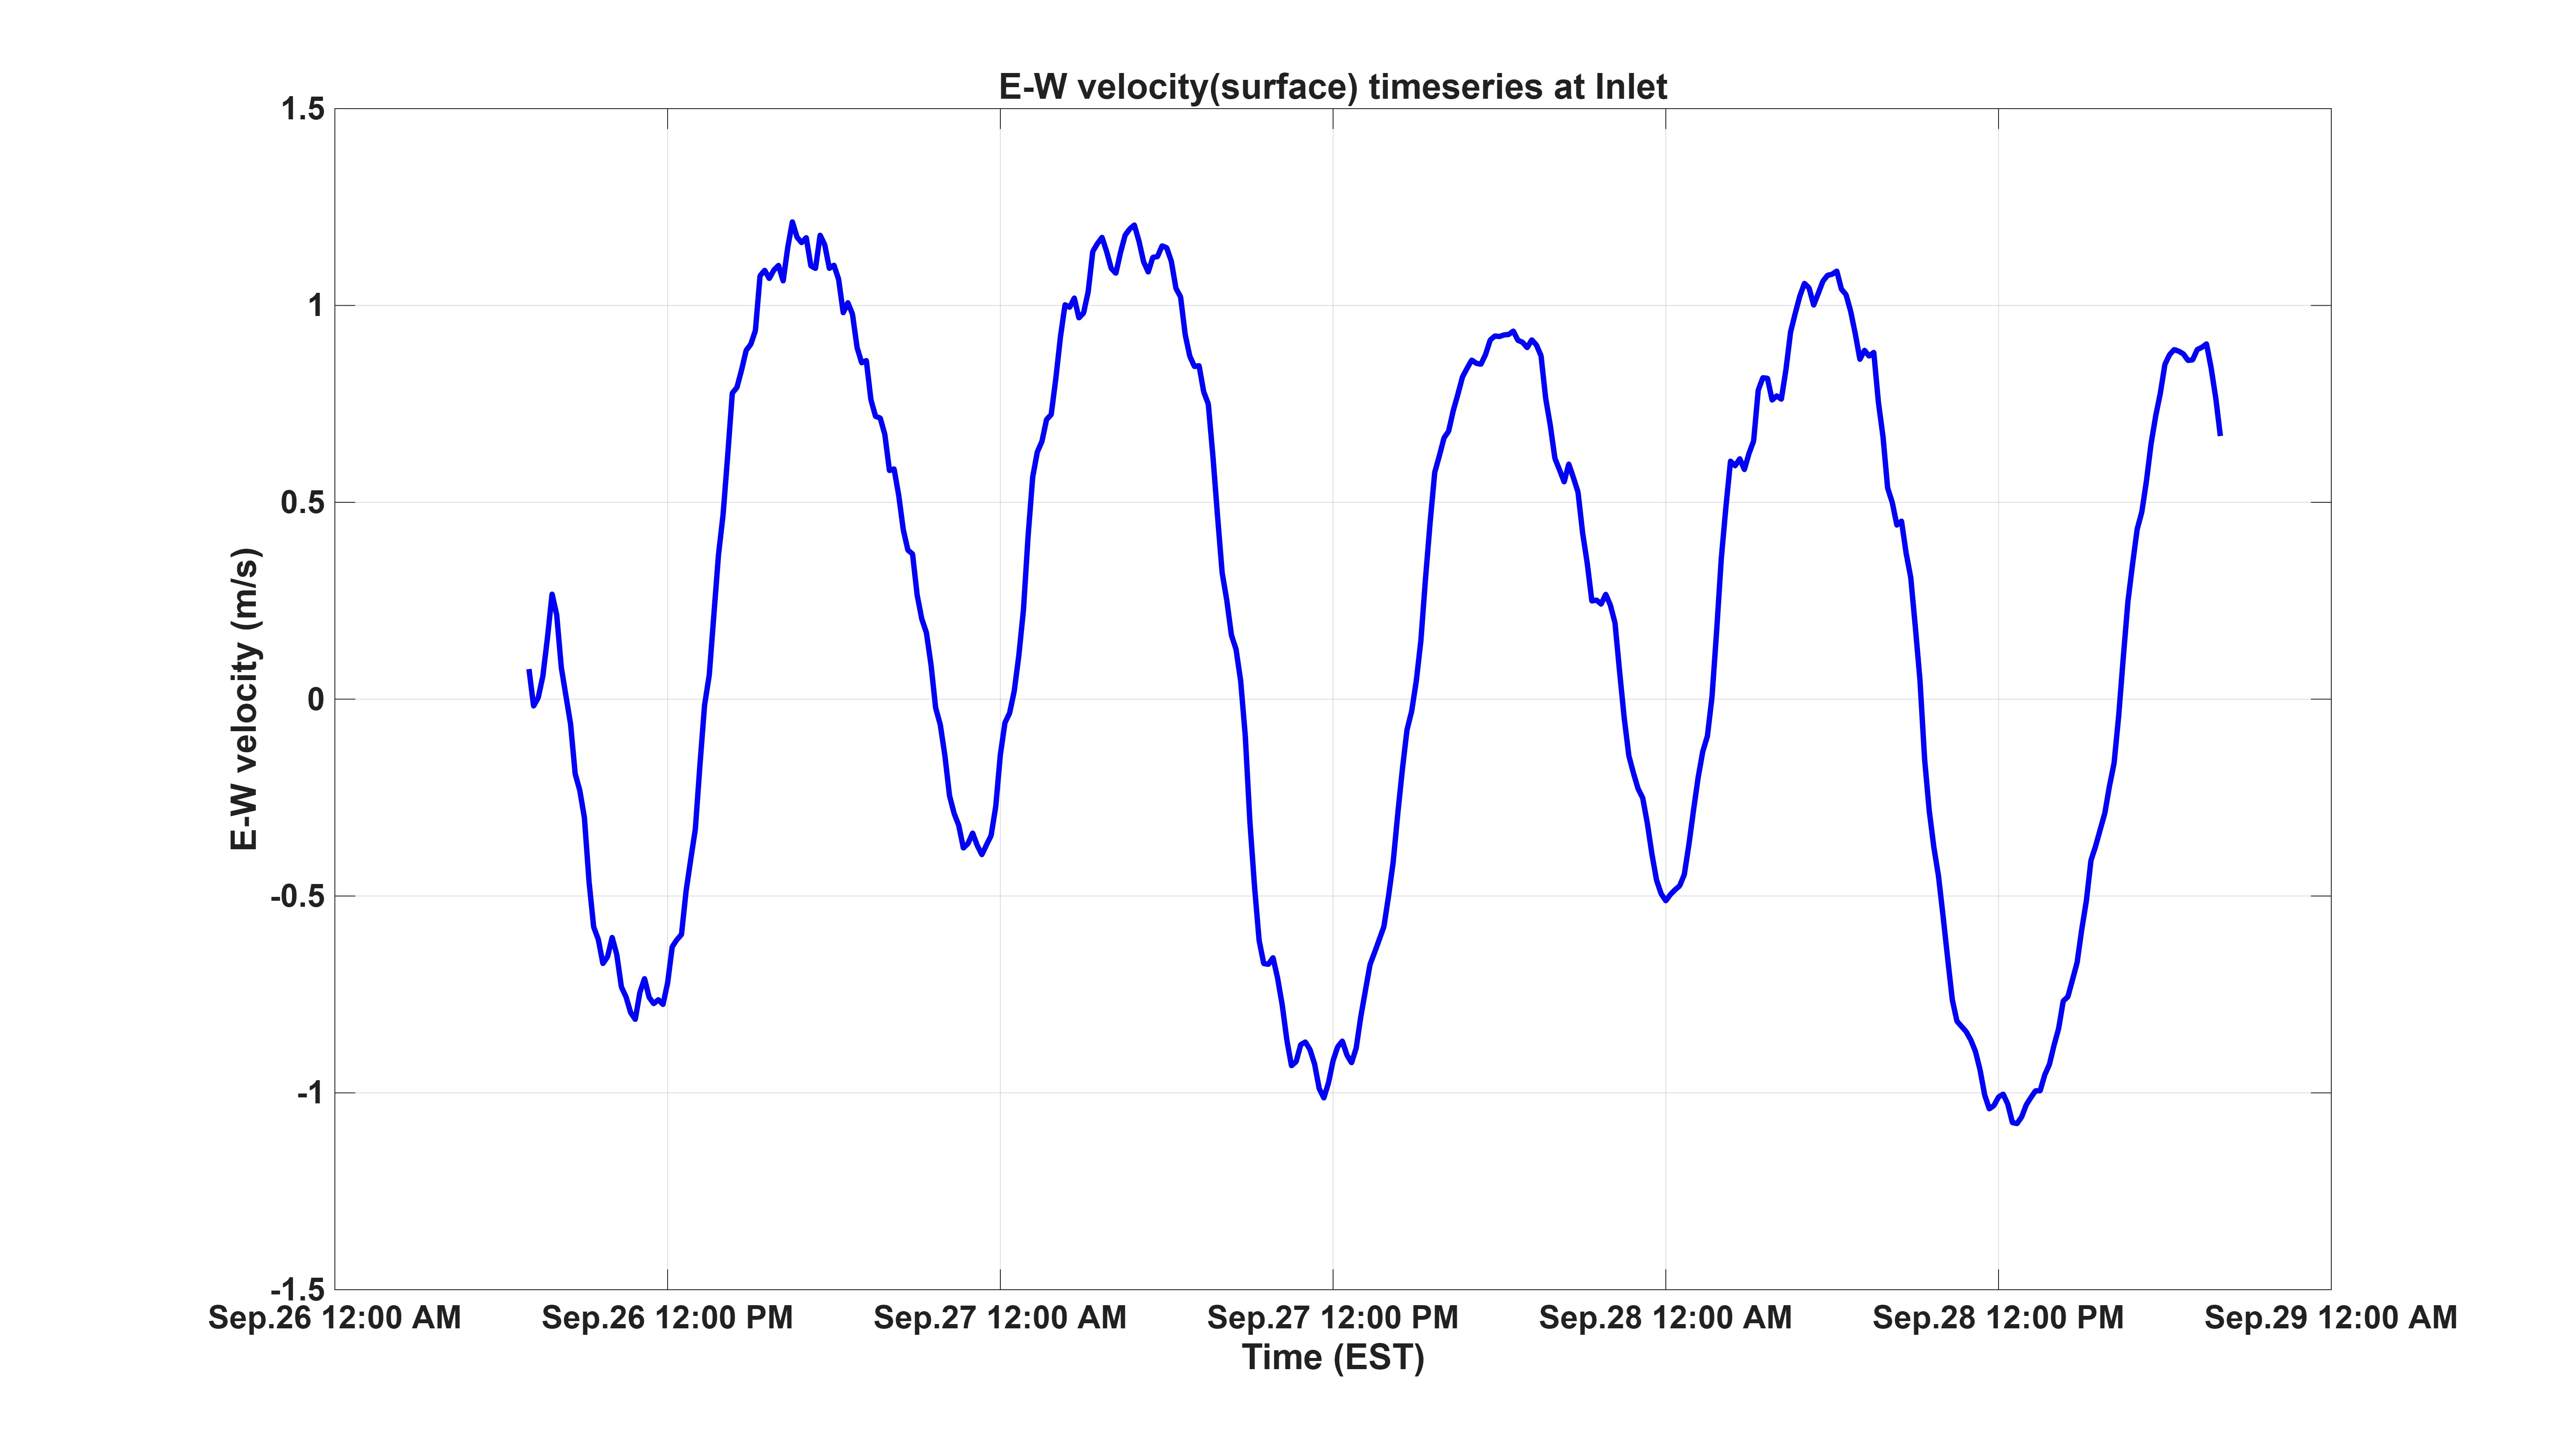 E-W velocity(surface) timeseries at Inlet
1.5
1
0.5
0
-0.5
-1
-1.5
E-W velocity (m/s)
Sep.26 12:00 AM
Sep.26 12:00 PM
Sep.27 12:00 AM
Sep.27 12:00 PM
Sep.28 12:00 AM
Sep.28 12:00 PM
Sep.29 12:00 AM
Time (EST)